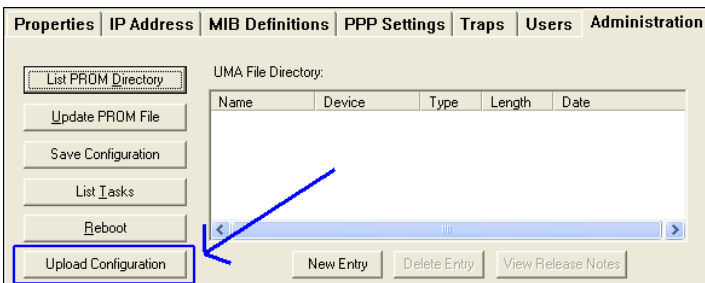 Properties IP Address MIB Definitions PPP Settings Traps Users Administration
List PROM Directory
UMA File Directory:
Name Device Type Length Date
Update PROM File
Save Configuration
List Tasks
Reboot
Upload Configuration
New Entry Delete Entry View Release Notes